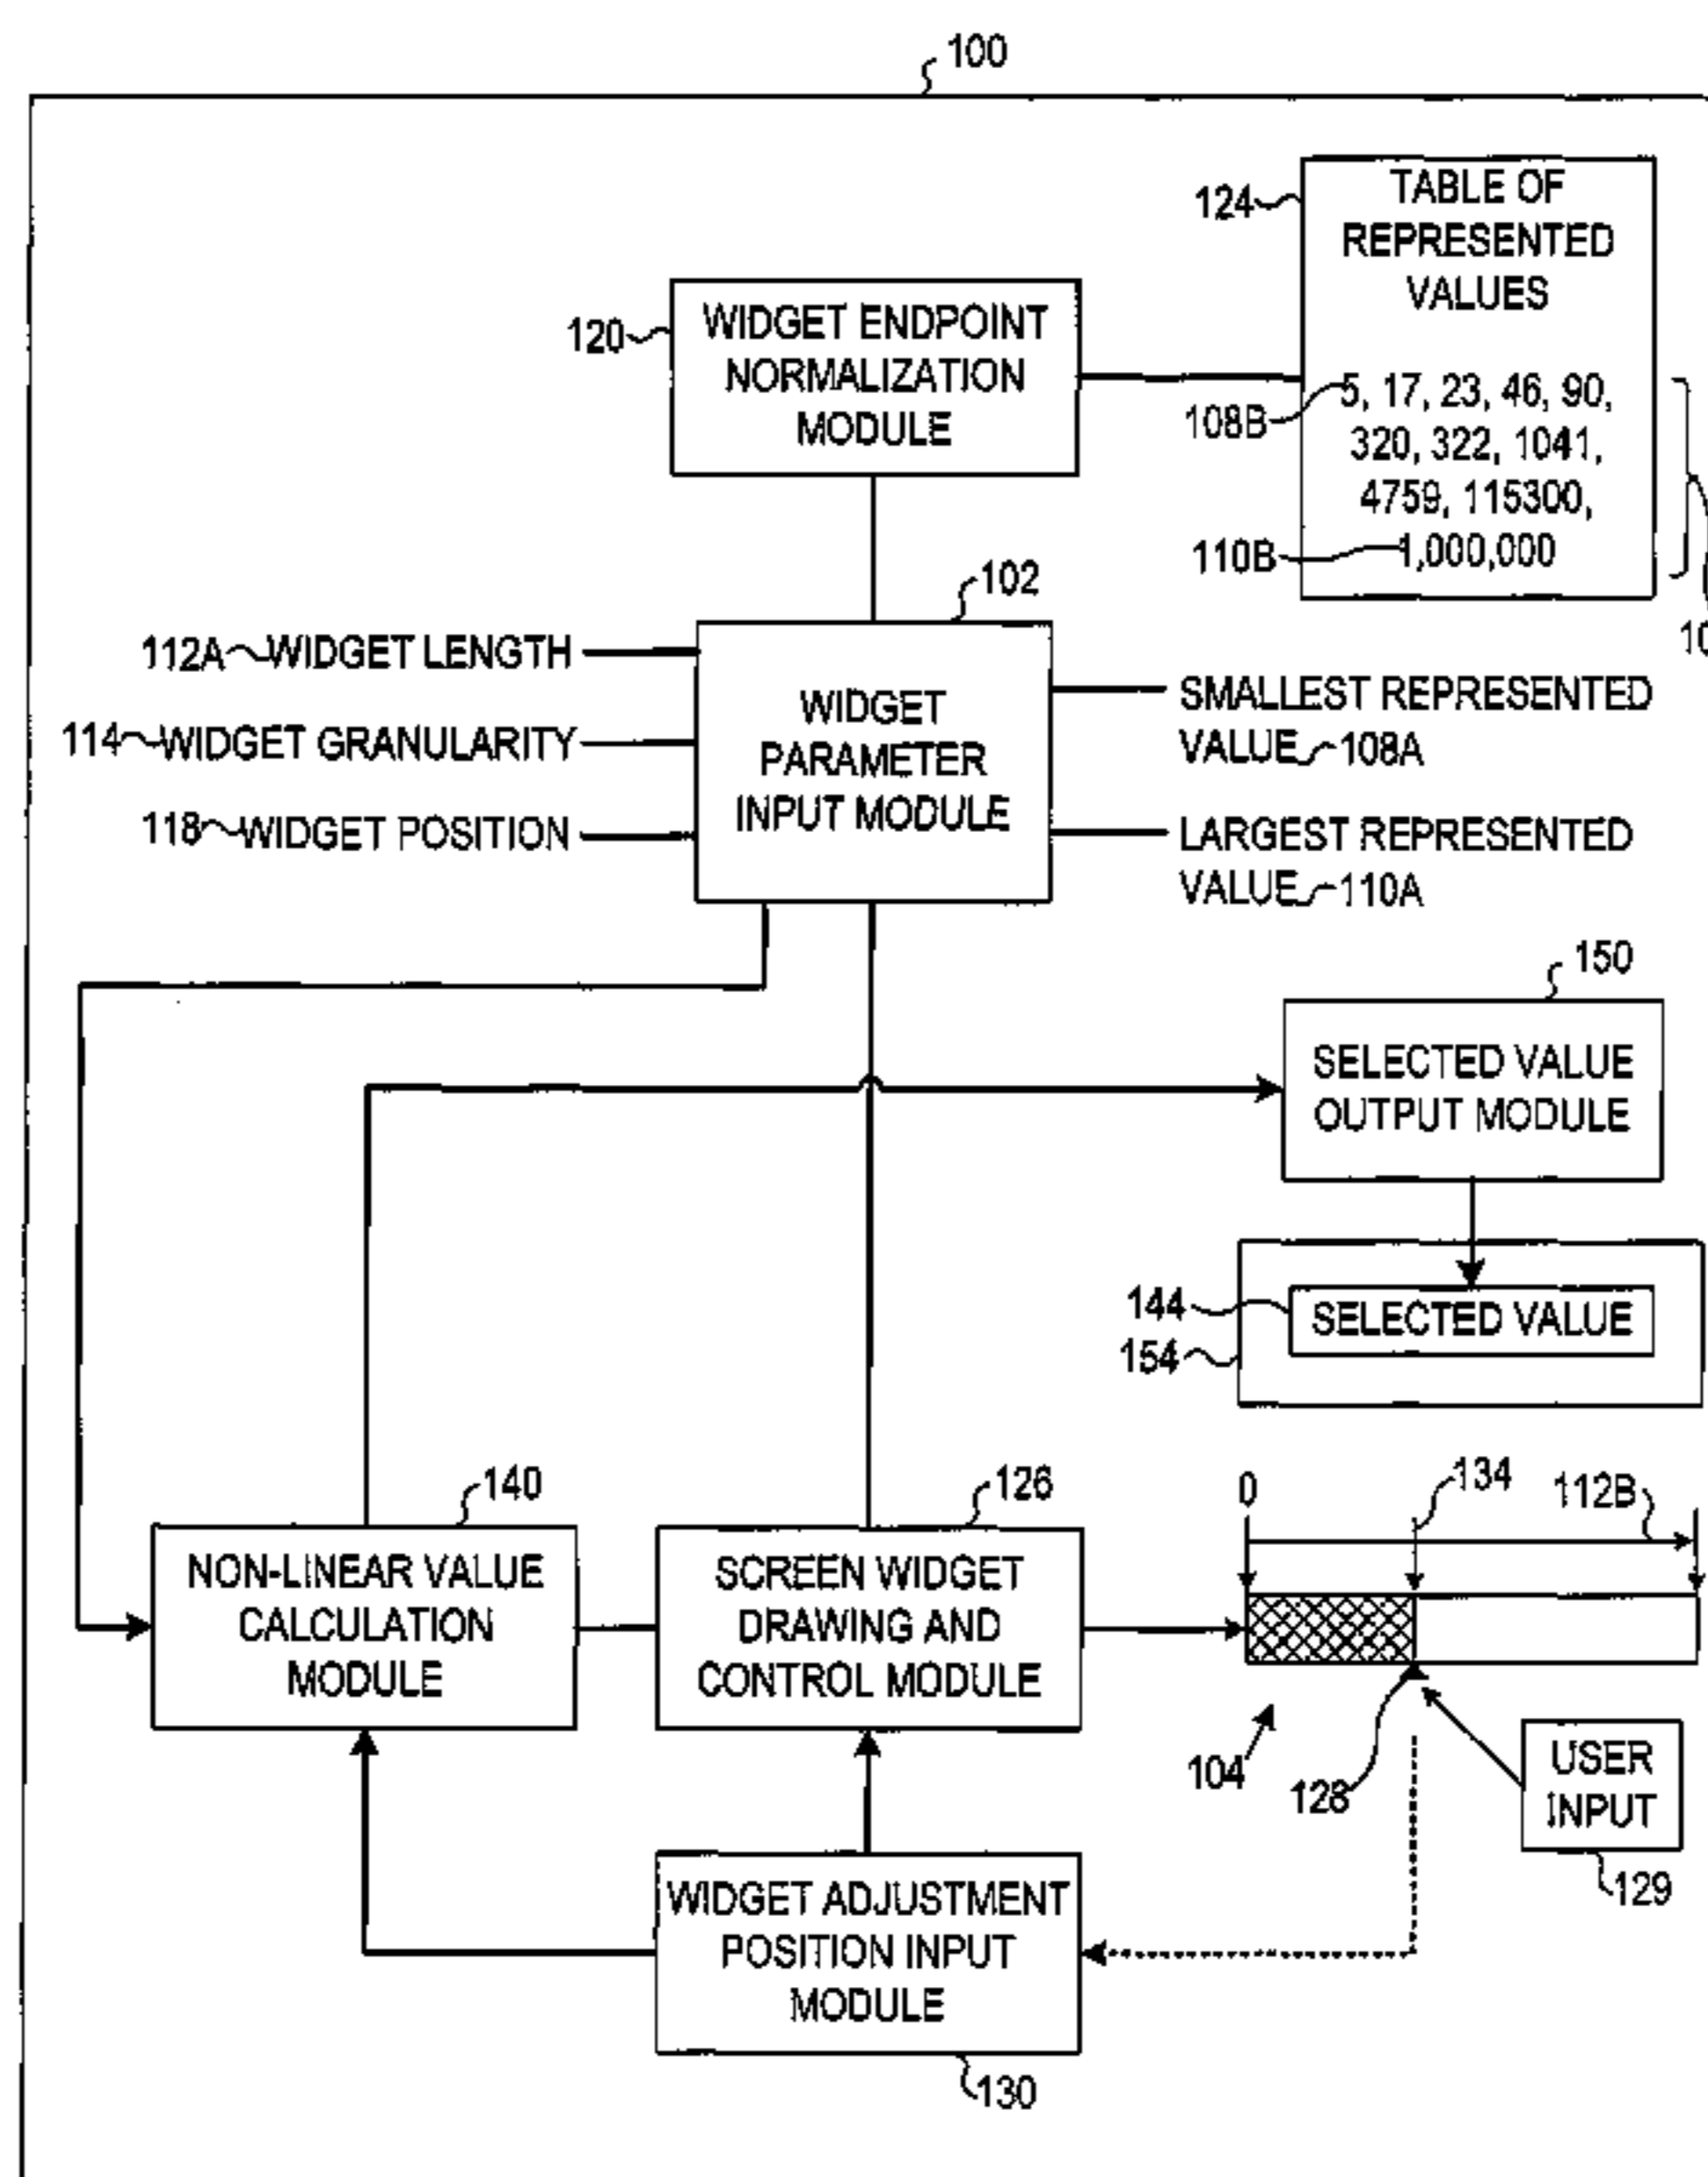 100
124
TABLE OF
REPRESENTED
VALUES
5, 17, 23, 46, 90,
320, 322, 1041,
4759, 115300,
1,000,000
108B
110B
120
WIDGET ENDPOINT
NORMALIZATION
MODULE
102
112A WIDGET LENGTH
114 WIDGET GRANULARITY
118 WIDGET POSITION
WIDGET
PARAMETER
INPUT MODULE
SMALLEST REPRESENTED
VALUE 108A
LARGEST REPRESENTED
VALUE 110A
150
SELECTED VALUE
OUTPUT MODULE
144
SELECTED VALUE
154
140
NON-LINEAR VALUE
CALCULATION
MODULE
126
SCREEN WIDGET
DRAWING AND
CONTROL MODULE
0
134
112B
104
128
USER
INPUT
129
WIDGET ADJUSTMENT
POSITION INPUT
MODULE
130